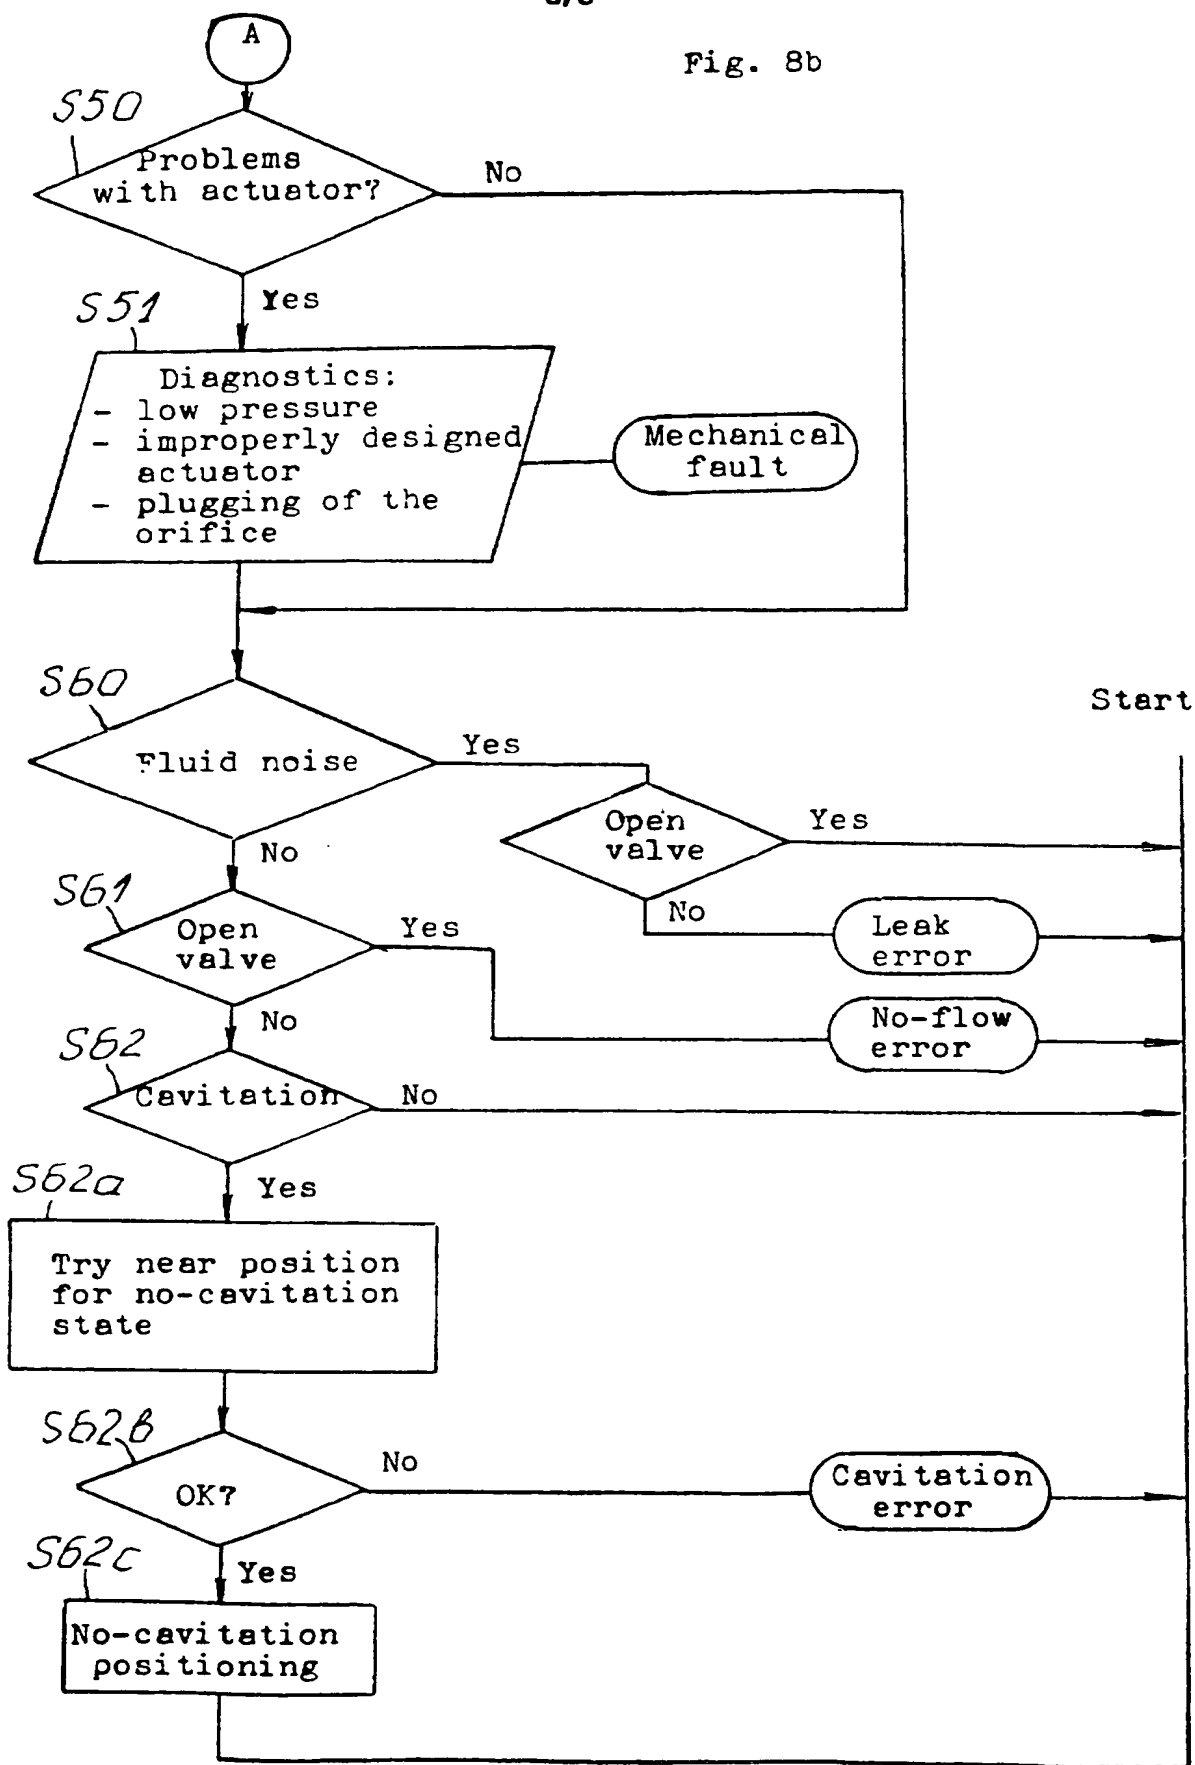 A
Fig. 8b
S50
Problems
with actuator?
No
Yes
S51
Diagnostics:
- low pressure
- improperly designed
actuator
- plugging of the
orifice
Mechanical
fault
S60
Fluid noise
Yes
Start
Open
valve
Yes
No
No
Leak
error
S61
Open
valve
Yes
No-flow
error
No
S62
Cavitation
No
Yes
S62a
Try near position
for no-cavitation
state
S62b
OK?
No
Cavitation
error
Yes
S62c
No-cavitation
positioning